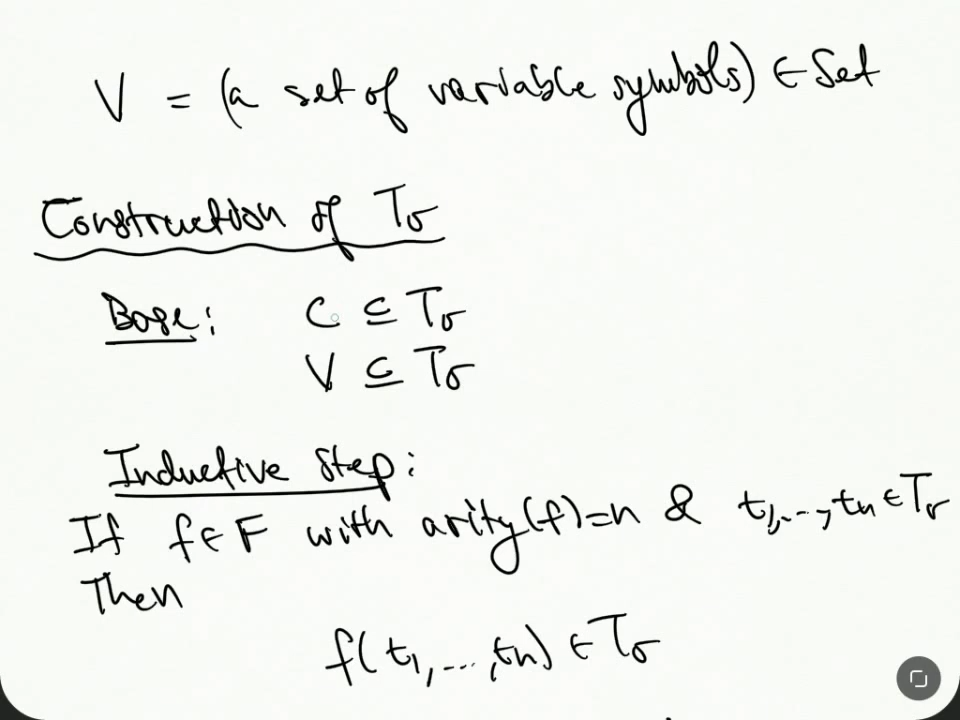 V = (a set of variable symbols) ∈ Set
Construction of Tσ
Base: C ⊆ Tσ
V ⊆ Tσ
Inductive Step:
If f ∈ F with arity(f)=n & t₁,...,tₙ ∈ Tσ
Then
f(t₁,...,tₙ) ∈ Tσ